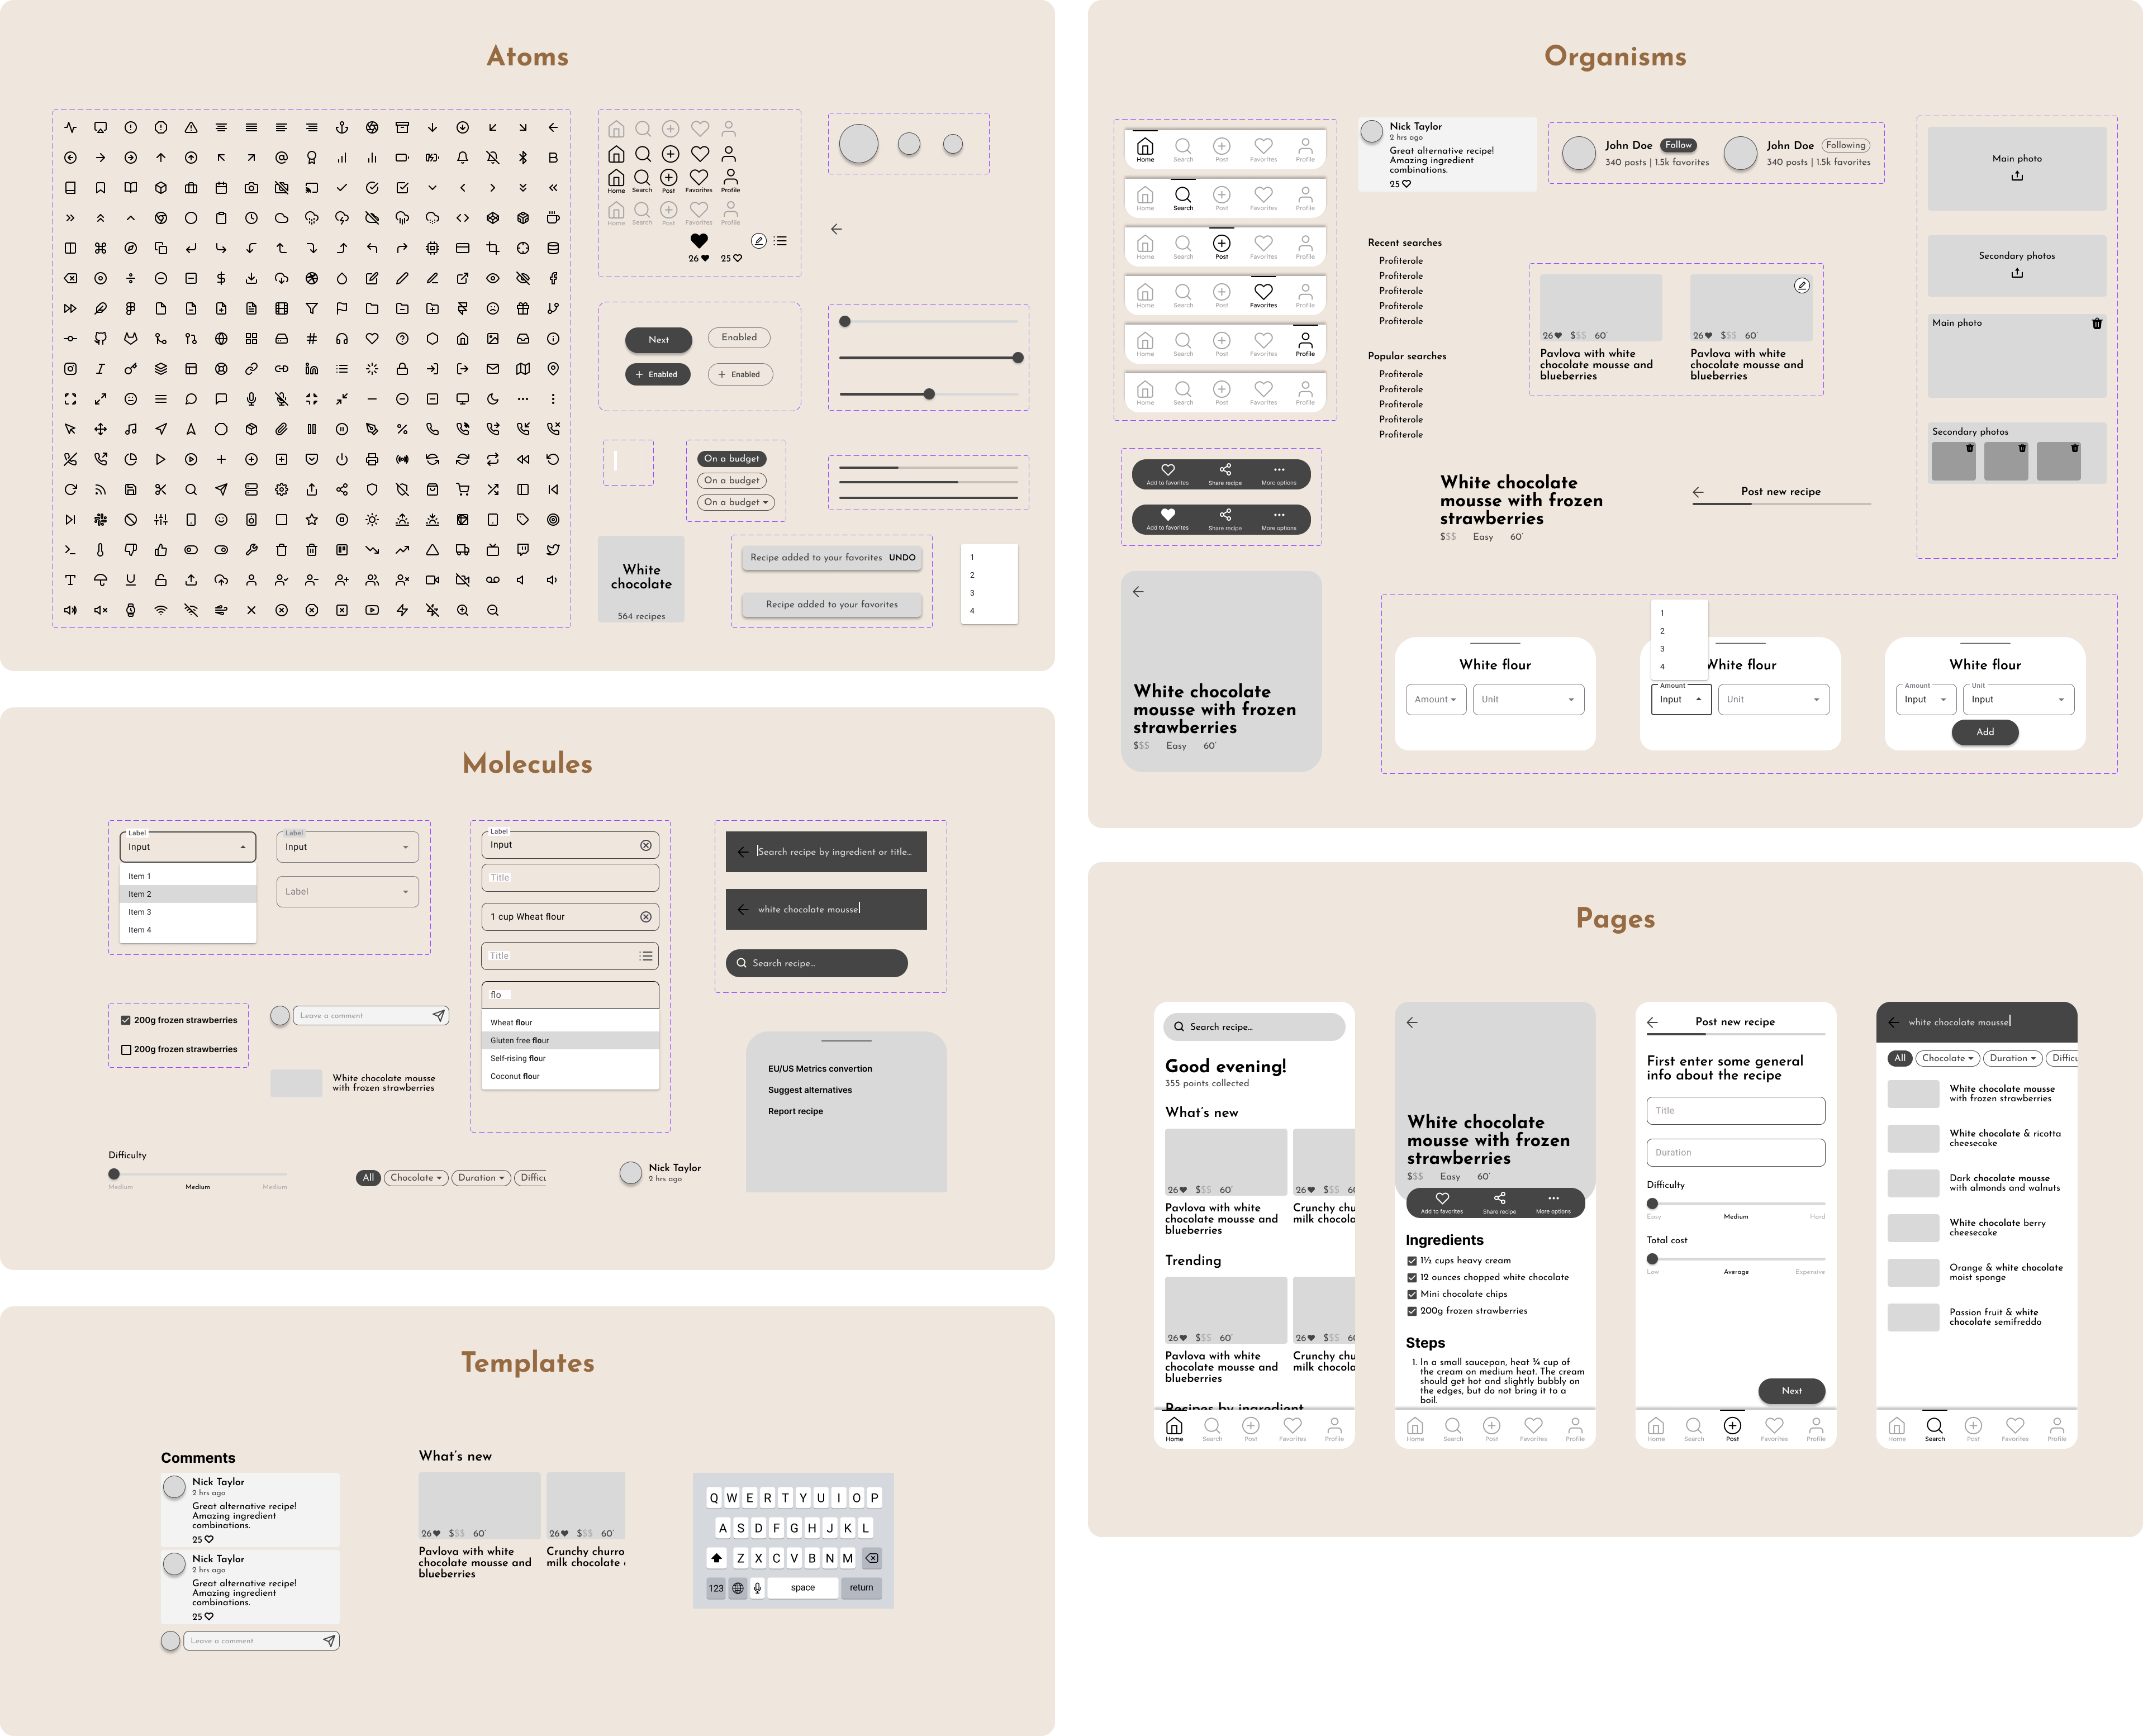 Atoms
Home Search Post Favorites Profile
Home Search Post Favorites Profile
26 25
Next
Enabled
Enabled
Enabled
On a budget
On a budget
On a budget
White
chocolate
564 recipes
Recipe added to your favorites UNDO
Recipe added to your favorites
1
2
3
4
Molecules
Label
Input
Item 1
Item 2
Item 3
Item 4
Label
Input
Label
Label
Input
Title
1 cup Wheat flour
Title
flo
Wheat flour
Gluten free flour
Self-rising flour
Coconut flour
Search recipe by ingredient or title...
white chocolate mousse
Search recipe...
200g frozen strawberries
200g frozen strawberries
Leave a comment
White chocolate mousse
with frozen strawberries
EU/US Metrics convertion
Suggest alternatives
Report recipe
Difficulty
Medium Medium Medium
All Chocolate Duration Difficu
Nick Taylor
2 hrs ago
Templates
Comments
Nick Taylor
2 hrs ago
Great alternative recipe!
Amazing ingredient
combinations.
25
Nick Taylor
2 hrs ago
Great alternative recipe!
Amazing ingredient
combinations.
25
Leave a comment
What's new
26 $$$ 60'
Pavlova with white
chocolate mousse and
blueberries
26 $$$ 60'
Crunchy churro
milk chocolate
Q W E R T Y U I O P
A S D F G H J K L
Z X C V B N M
123 space return
Organisms
Home Search Post Favorites Profile
Home Search Post Favorites Profile
Home Search Post Favorites Profile
Home Search Post Favorites Profile
Home Search Post Favorites Profile
Home Search Post Favorites Profile
Nick Taylor
2 hrs ago
Great alternative recipe!
Amazing ingredient
combinations.
25
John Doe Follow
340 posts | 1.5k favorites
John Doe Following
340 posts | 1.5k favorites
Main photo
Secondary photos
Main photo
Secondary photos
Recent searches
Profiterole
Profiterole
Profiterole
Profiterole
Profiterole
Popular searches
Profiterole
Profiterole
Profiterole
Profiterole
Profiterole
26 $$$ 60'
Pavlova with white
chocolate mousse and
blueberries
26 $$$ 60'
Pavlova with white
chocolate mousse and
blueberries
Add to favorites Share recipe More options
Add to favorites Share recipe More options
White chocolate
mousse with frozen
strawberries
$$$ Easy 60'
Post new recipe
White chocolate
mousse with frozen
strawberries
$$$ Easy 60'
White flour
Amount Unit
1
2
3
4
White flour
Amount
Input Unit
White flour
Amount Unit
Input Input
Add
Pages
Search recipe...
Good evening!
355 points collected
What's new
26 $$$ 60'
Pavlova with white
chocolate mousse and
blueberries
26 $$$ 60'
Crunchy chu
milk chocola
Trending
26 $$$ 60'
Pavlova with white
chocolate mousse and
blueberries
26 $$$ 60'
Crunchy chu
milk chocola
Recipes by ingredient
Home Search Post Favorites Profile
White chocolate
mousse with frozen
strawberries
$$$ Easy 60'
Add to favorites Share recipe More options
Ingredients
1½ cups heavy cream
12 ounces chopped white chocolate
Mini chocolate chips
200g frozen strawberries
Steps
1. In a small saucepan, heat ¾ cup of
the cream on medium heat. The cream
should get hot and slightly bubbly on
the edges, but do not bring it to a
boil.
Home Search Post Favorites Profile
Post new recipe
First enter some general
info about the recipe
Title
Duration
Difficulty
Easy Medium Hard
Total cost
Low Average Expensive
Next
Home Search Post Favorites Profile
white chocolate mousse
All Chocolate Duration Difficu
White chocolate mousse
with frozen strawberries
White chocolate & ricotta
cheesecake
Dark chocolate mousse
with almonds and walnuts
White chocolate berry
cheesecake
Orange & white chocolate
moist sponge
Passion fruit & white
chocolate semifreddo
Home Search Post Favorites Profile